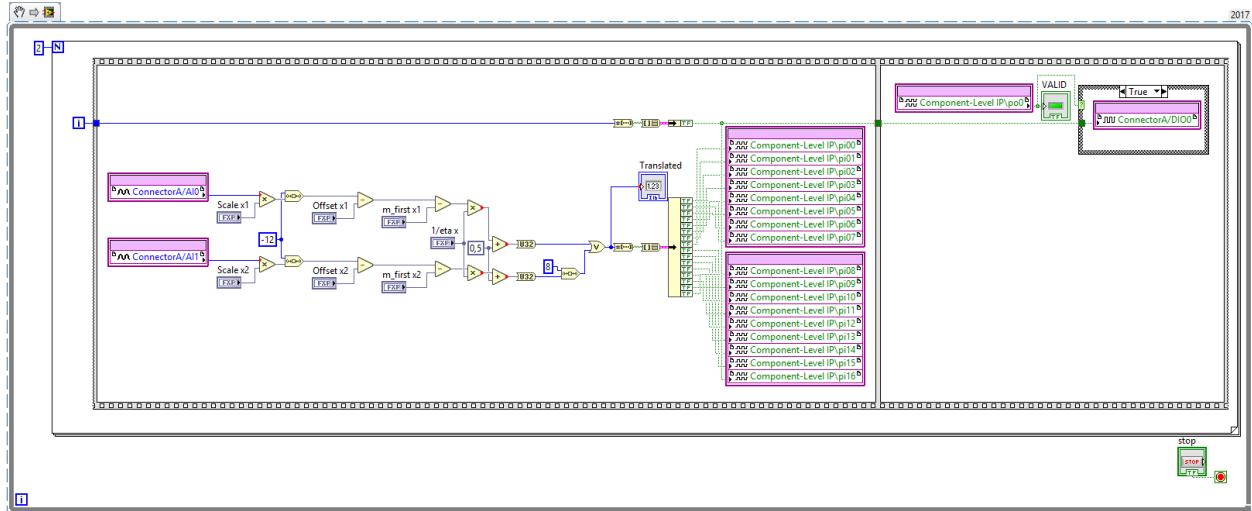 2017
2
N
i
ConnectorA/AI0
Scale x1
FXP
-12
Offset x1
FXP
m_first x1
FXP
1/eta x
FXP
0,5
U32
ConnectorA/AI1
Scale x2
FXP
Offset x2
FXP
m_first x2
FXP
U32
8
Translated
1.23
TF
Component-Level IP\pi00
Component-Level IP\pi01
Component-Level IP\pi02
Component-Level IP\pi03
Component-Level IP\pi04
Component-Level IP\pi05
Component-Level IP\pi06
Component-Level IP\pi07
Component-Level IP\pi08
Component-Level IP\pi09
Component-Level IP\pi10
Component-Level IP\pi11
Component-Level IP\pi12
Component-Level IP\pi13
Component-Level IP\pi14
Component-Level IP\pi15
Component-Level IP\pi16
Component-Level IP\po0
VALID
TF
True
?
ConnectorA/DIO0
stop
STOP
TF
i